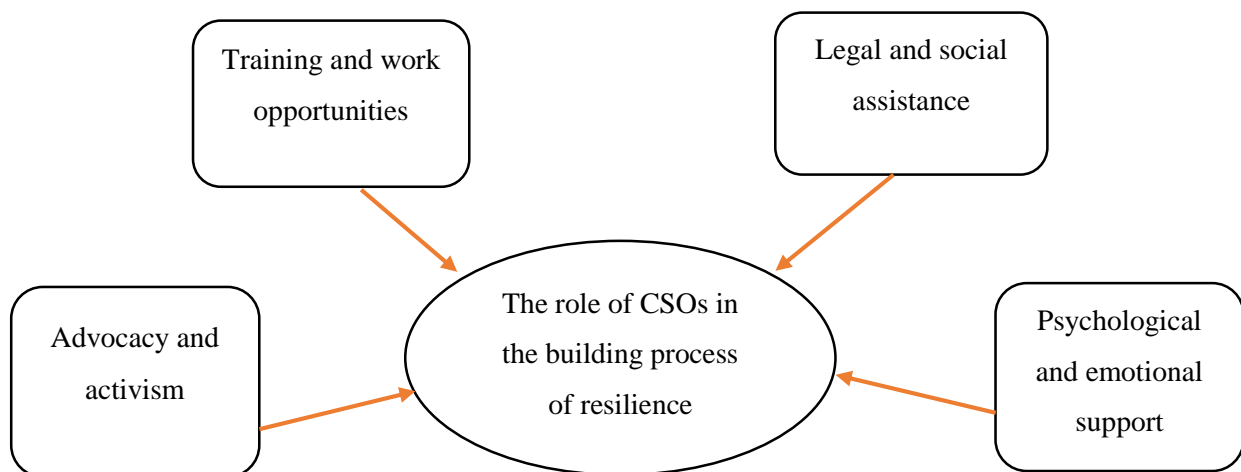 Training and work
opportunities
Legal and social
assistance
Advocacy and
activism
The role of CSOs in
the building process
of resilience
Psychological
and emotional
support